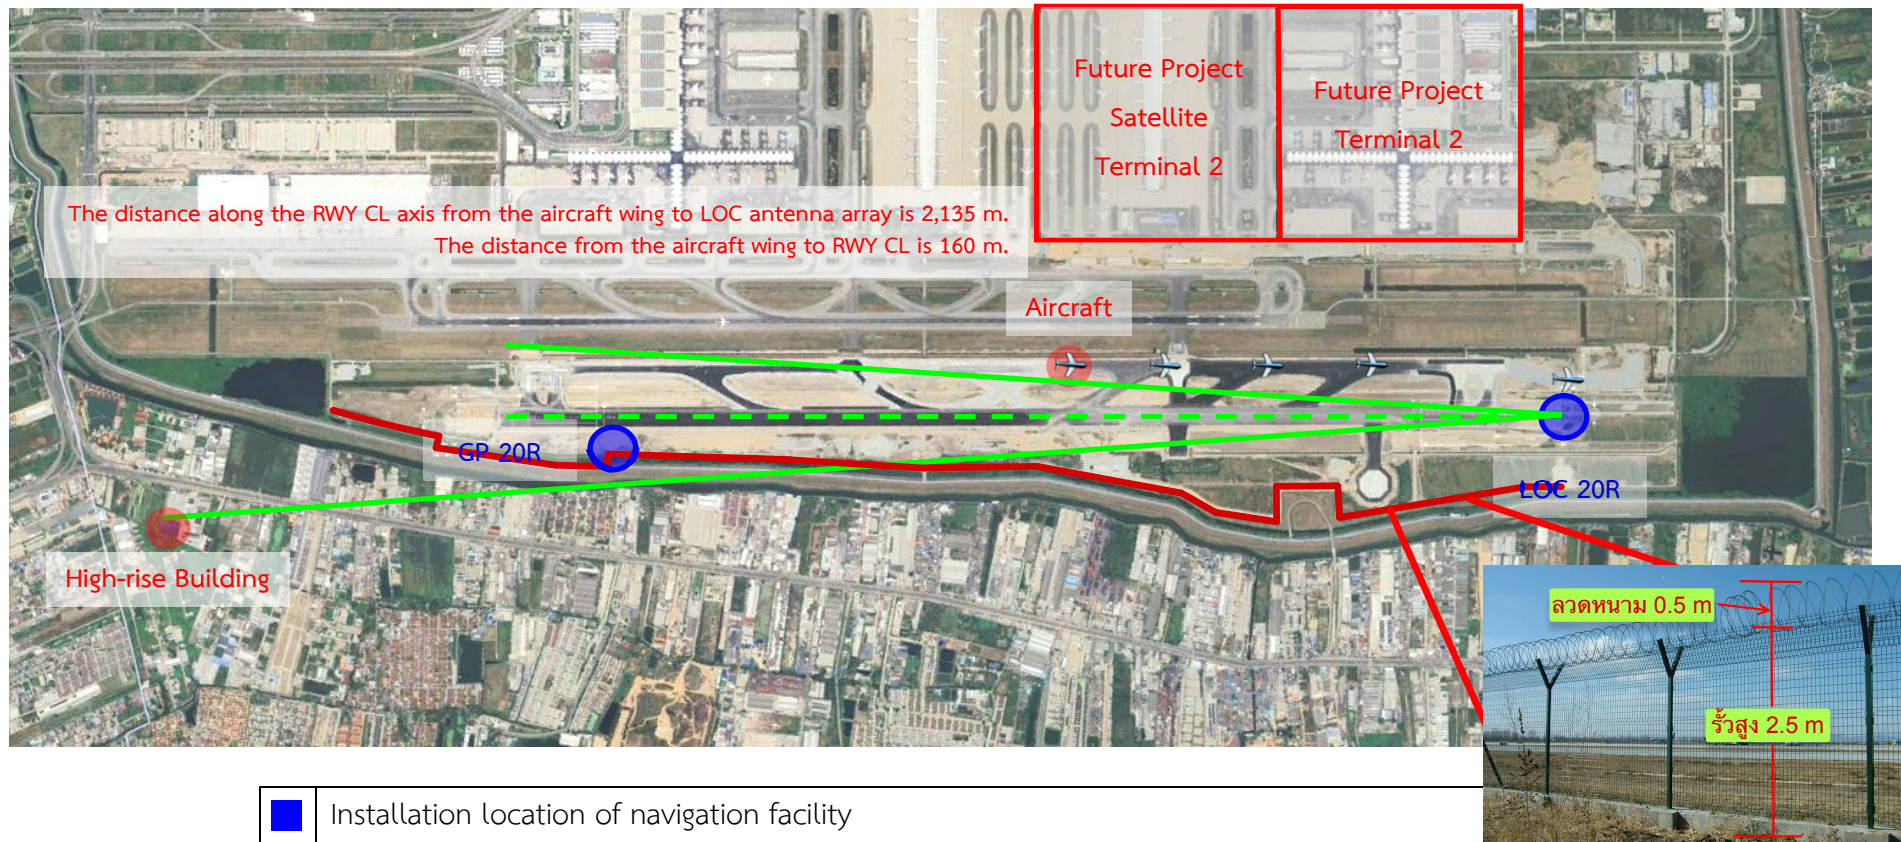 Future Project
Satellite
Terminal 2
Future Project
Terminal 2
The distance along the RWY CL axis from the aircraft wing to LOC antenna array is 2,135 m.
The distance from the aircraft wing to RWY CL is 160 m.
Aircraft
GP 20R
LOC 20R
High-rise Building
ลวดหนาม 0.5 m
รั้วสูง 2.5 m
Installation location of navigation facility